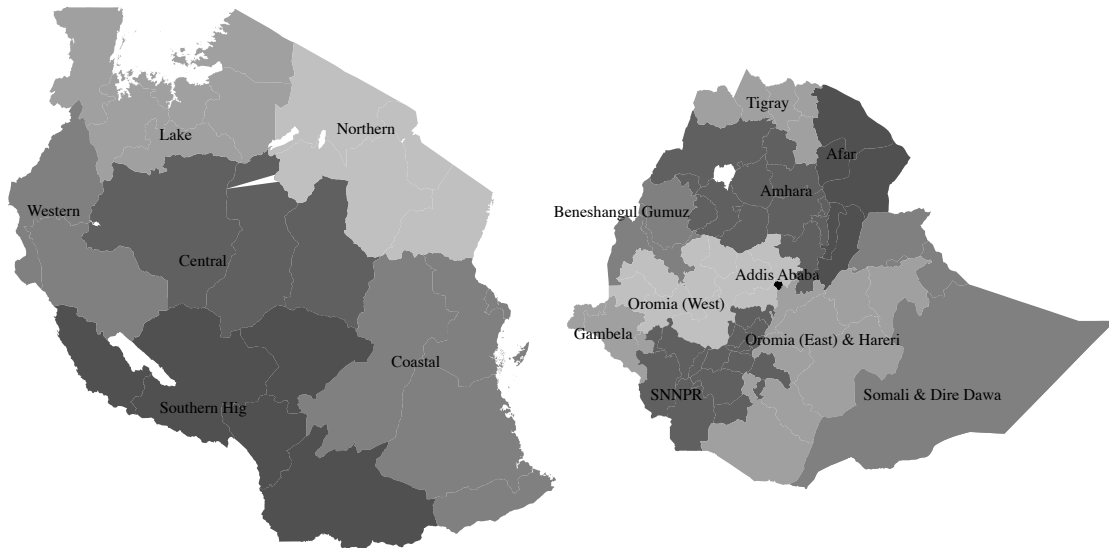 Lake
Northern
Western
Central
Coastal
Southern Hig
Tigray
Afar
Amhara
Beneshangul Gumuz
Addis Ababa
Oromia (West)
Gambela
Oromia (East) & Hareri
SNNPR
Somali & Dire Dawa